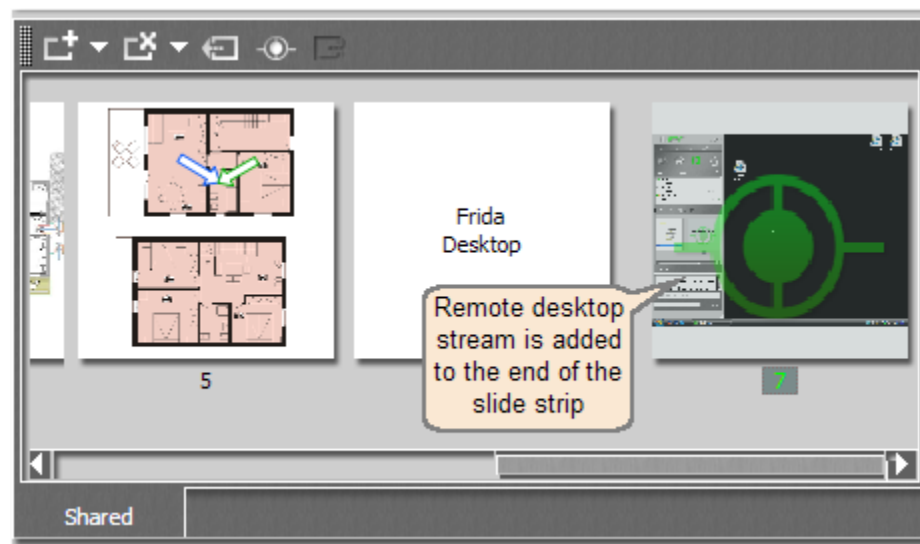 Frida
Desktop
Remote desktop
stream is added
to the end of the
slide strip
5
7
Shared